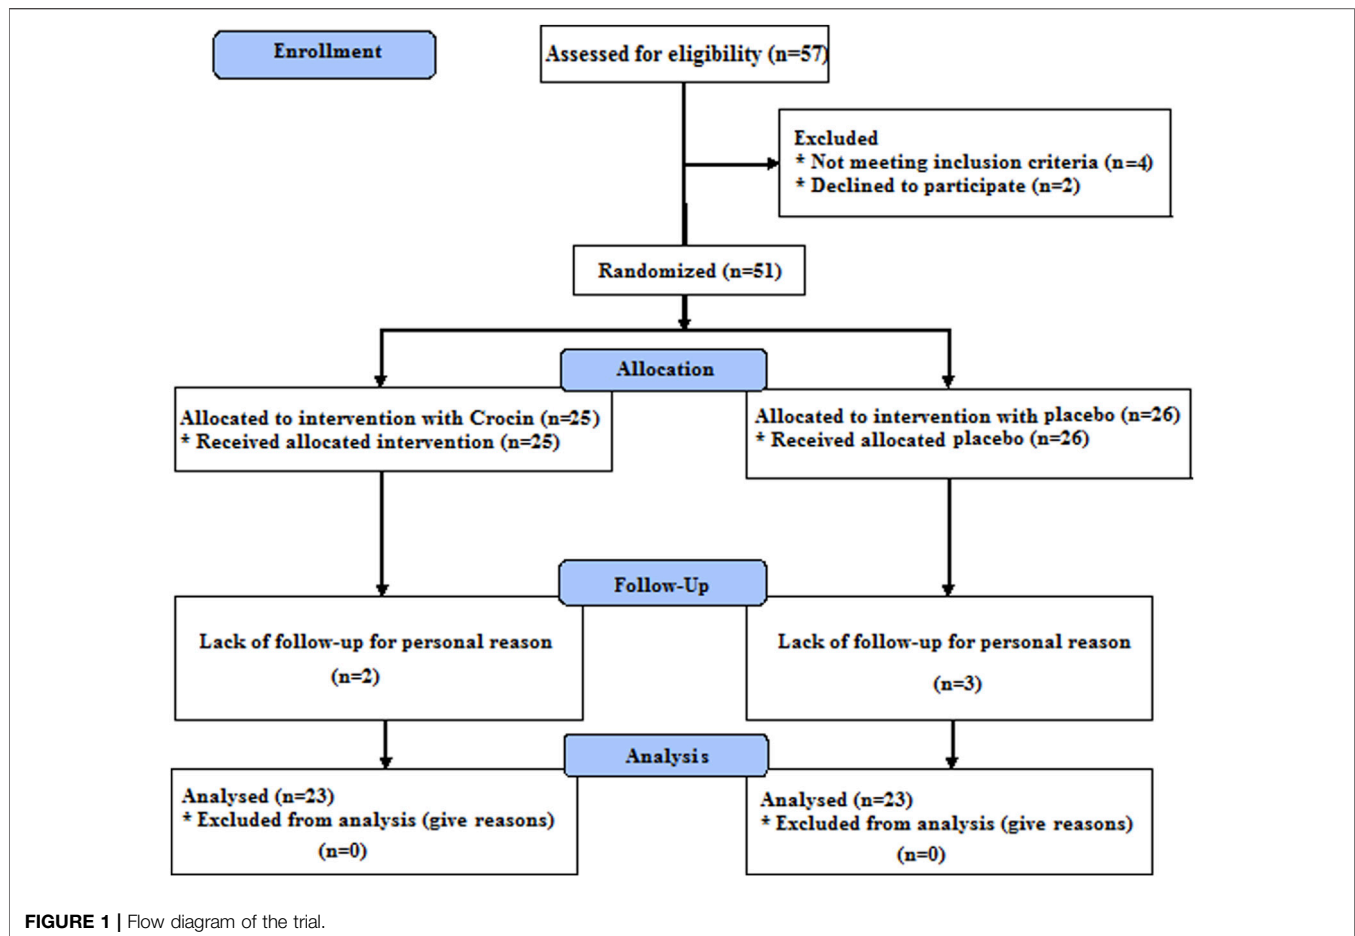 Enrollment
Assessed for eligibility (n=57)
Excluded
* Not meeting inclusion criteria (n=4)
* Declined to participate (n=2)
Randomized (n=51)
Allocation
Allocated to intervention with Crocin (n=25)
* Received allocated intervention (n=25)
Allocated to intervention with placebo (n=26)
* Received allocated placebo (n=26)
Follow-Up
Lack of follow-up for personal reason
(n=2)
Lack of follow-up for personal reason
(n=3)
Analysis
Analysed (n=23)
* Excluded from analysis (give reasons)
(n=0)
Analysed (n=23)
* Excluded from analysis (give reasons)
(n=0)
FIGURE 1 | Flow diagram of the trial.